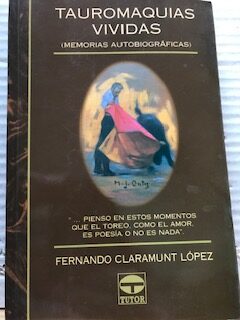 TAUROMAQUIAS
VIVIDAS
(MEMORIAS AUTOBIOGRÁFICAS)
"... PIENSO EN ESTOS MOMENTOS
QUE EL TOREO, COMO EL AMOR,
ES POESÍA O NO ES NADA"
FERNANDO CLARAMUNT LÓPEZ
TUTOR